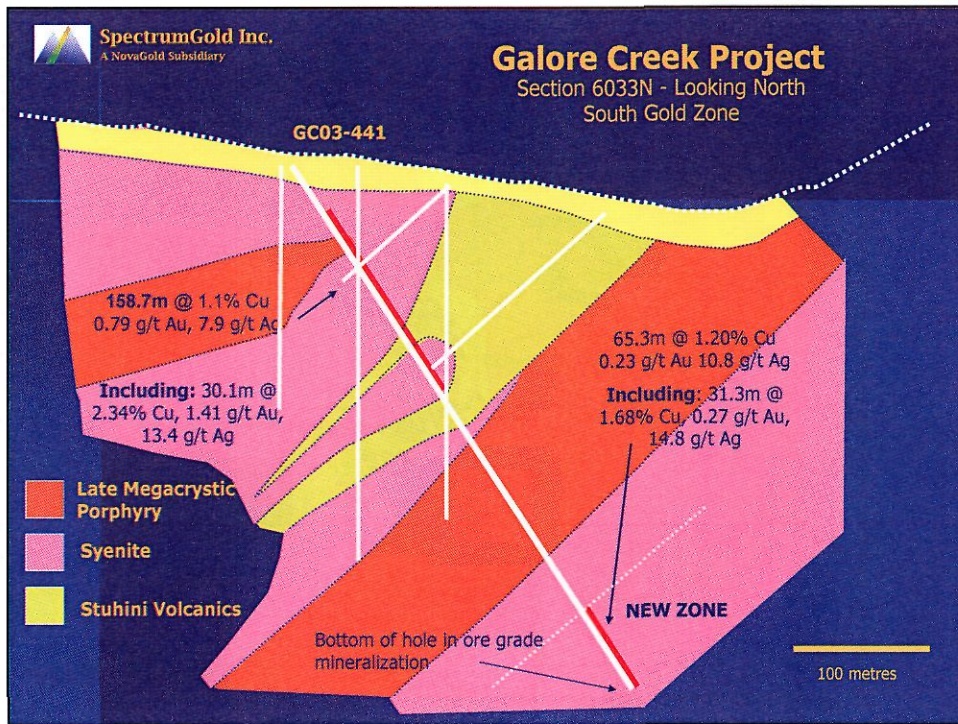 SpectrumGold Inc.
A NovaGold Subsidiary
Galore Creek Project
Section 6033N - Looking North
South Gold Zone
GC03-441
158.7m @ 1.1% Cu
0.79 g/t Au, 7.9 g/t Ag
Including: 30.1m @
2.34% Cu, 1.41 g/t Au,
13.4 g/t Ag
65.3m @ 1.20% Cu
0.23 g/t Au 10.8 g/t Ag
Including: 31.3m @
1.68% Cu, 0.27 g/t Au,
14.8 g/t Ag
Late Megacrystic
Porphyry
Syenite
Stuhini Volcanics
NEW ZONE
Bottom of hole in ore grade
mineralization
100 metres